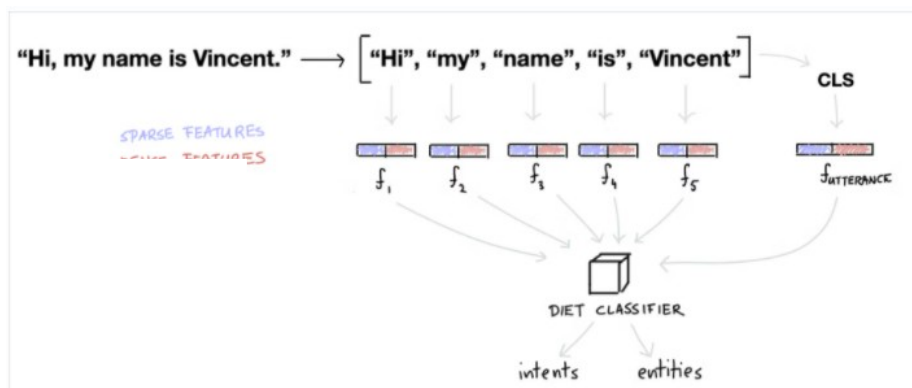 “Hi, my name is Vincent.” → [“Hi”, “my”, “name”, “is”, “Vincent”]
CLS
SPARSE FEATURES
FEATURES
f1 f2 f3 f4 f5 fUTTERANCE
DIET CLASSIFIER
intents entities